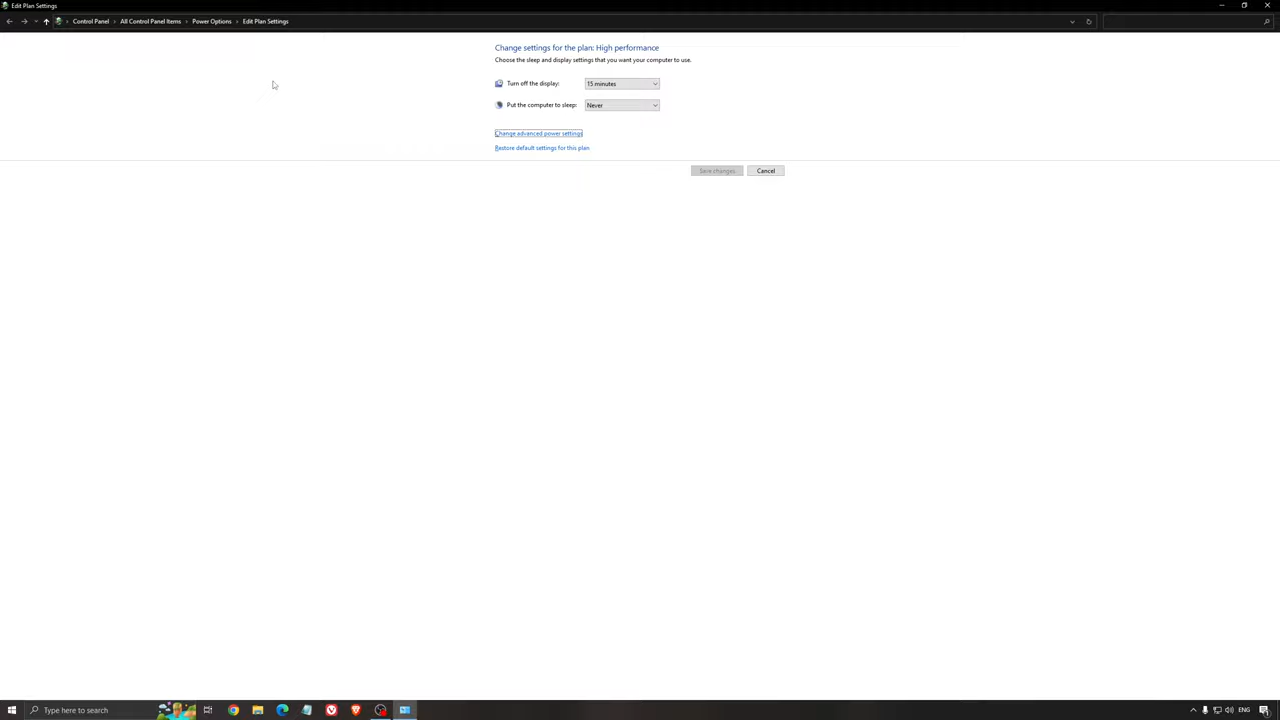 Edit Plan Settings
Control Panel All Control Panel Items Power Options Edit Plan Settings
Change settings for the plan: High performance
Choose the sleep and display settings that you want your computer to use.
Turn off the display: 15 minutes
Put the computer to sleep: Never
Change advanced power settings
Restore default settings for this plan
Save changes Cancel
Type here to search ENG